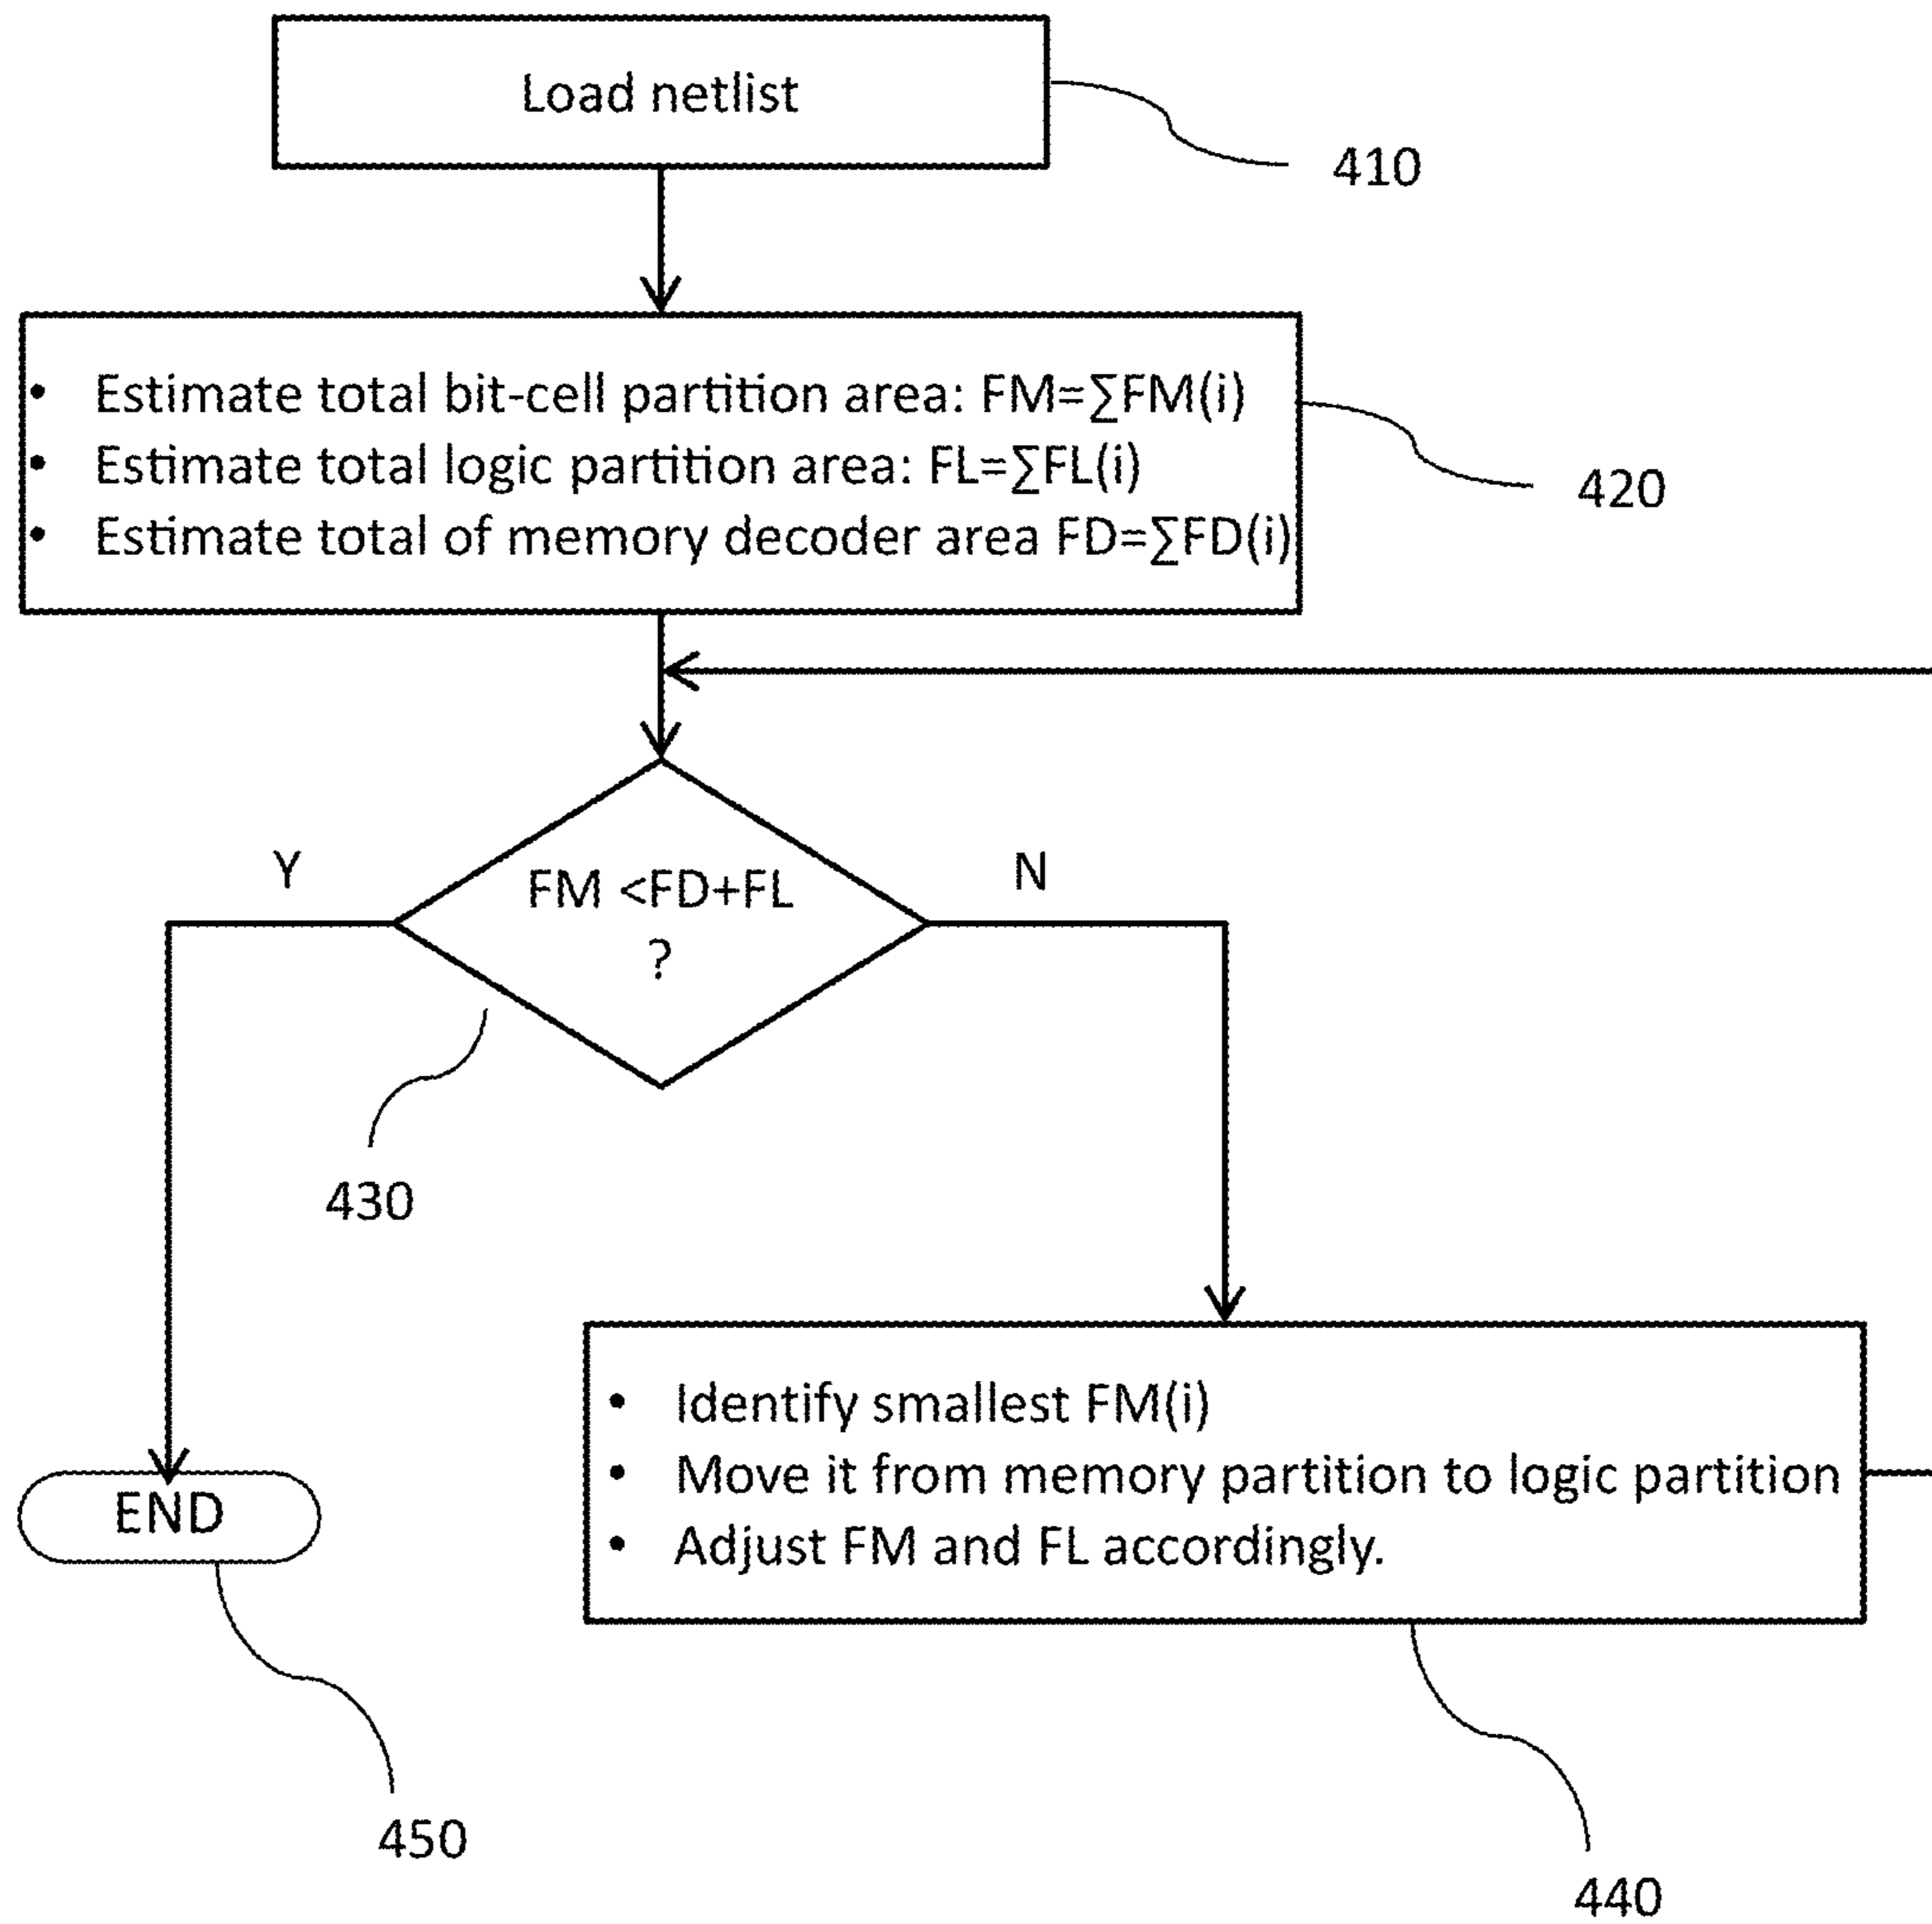 Load netlist
410
• Estimate total bit-cell partition area: FM=∑FM(i)
• Estimate total logic partition area: FL=∑FL(i)
• Estimate total of memory decoder area FD=∑FD(i)
420
Y
FM <FD+FL
?
N
430
• Identify smallest FM(i)
• Move it from memory partition to logic partition
• Adjust FM and FL accordingly.
END
450
440